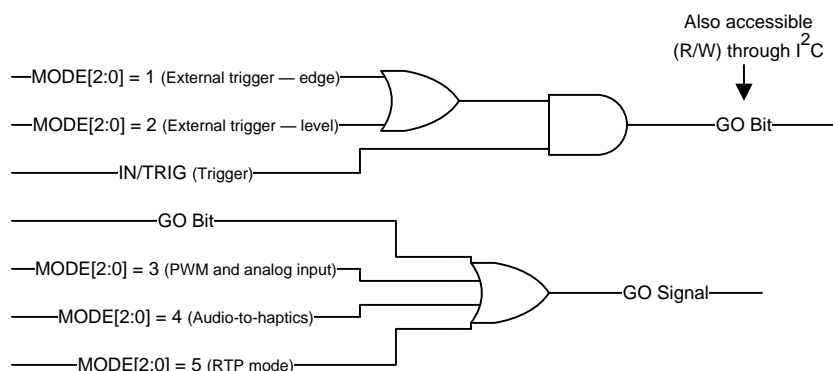 Also accessible
(R/W) through I²C
MODE[2:0] = 1 (External trigger — edge)
MODE[2:0] = 2 (External trigger — level)
GO Bit
IN/TRIG (Trigger)
GO Bit
MODE[2:0] = 3 (PWM and analog input)
GO Signal
MODE[2:0] = 4 (Audio-to-haptics)
MODE[2:0] = 5 (RTP mode)